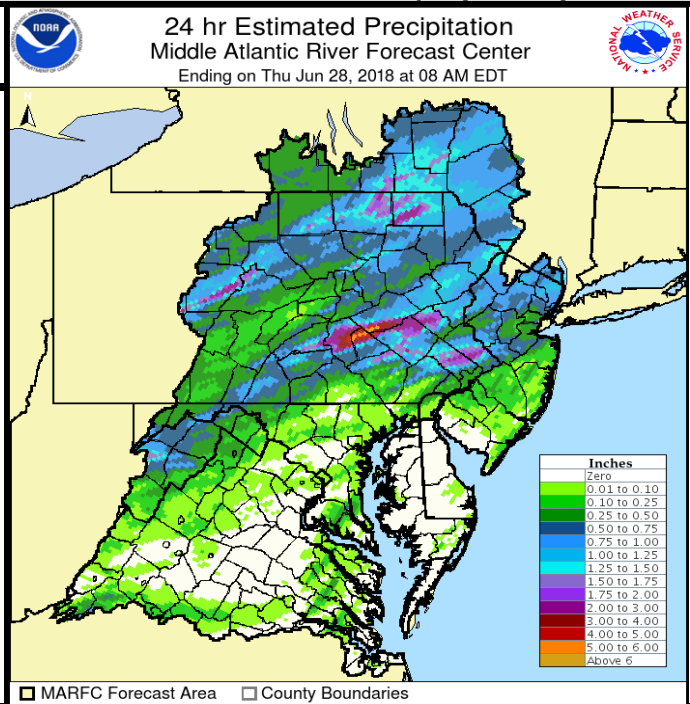 24 hr Estimated Precipitation
Middle Atlantic River Forecast Center
Ending on Thu Jun 28, 2018 at 08 AM EDT
NOAA
NATIONAL WEATHER SERVICE
N
Inches
Zero
0.01 to 0.10
0.10 to 0.25
0.25 to 0.50
0.50 to 0.75
0.75 to 1.00
1.00 to 1.25
1.25 to 1.50
1.50 to 1.75
1.75 to 2.00
2.00 to 3.00
3.00 to 4.00
4.00 to 5.00
5.00 to 6.00
Above 6
MARFC Forecast Area County Boundaries